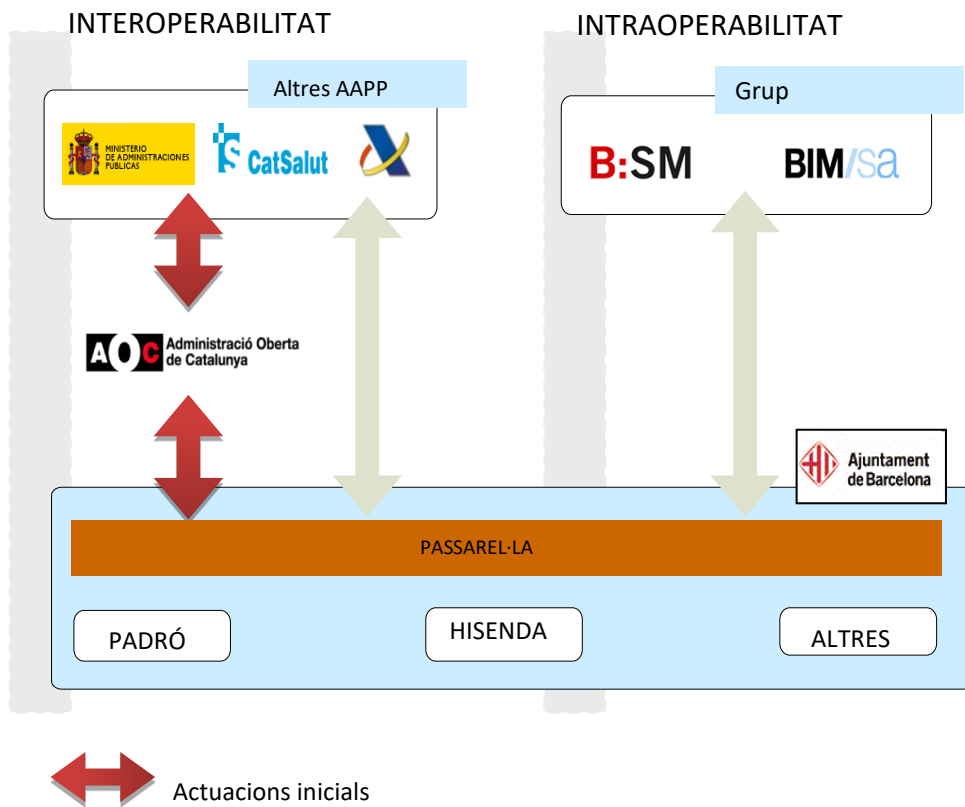 INTEROPERABILITAT
INTRAOPERABILITAT
Altres AAPP
Grup
MINISTERIO
DE ADMINISTRACIONES
PÚBLICAS
CatSalut
B:SM
BIM/sa
AOC
Administració Oberta
de Catalunya
Ajuntament
de Barcelona
PASSAREL·LA
PADRÓ
HISENDA
ALTRES
Actuacions inicials